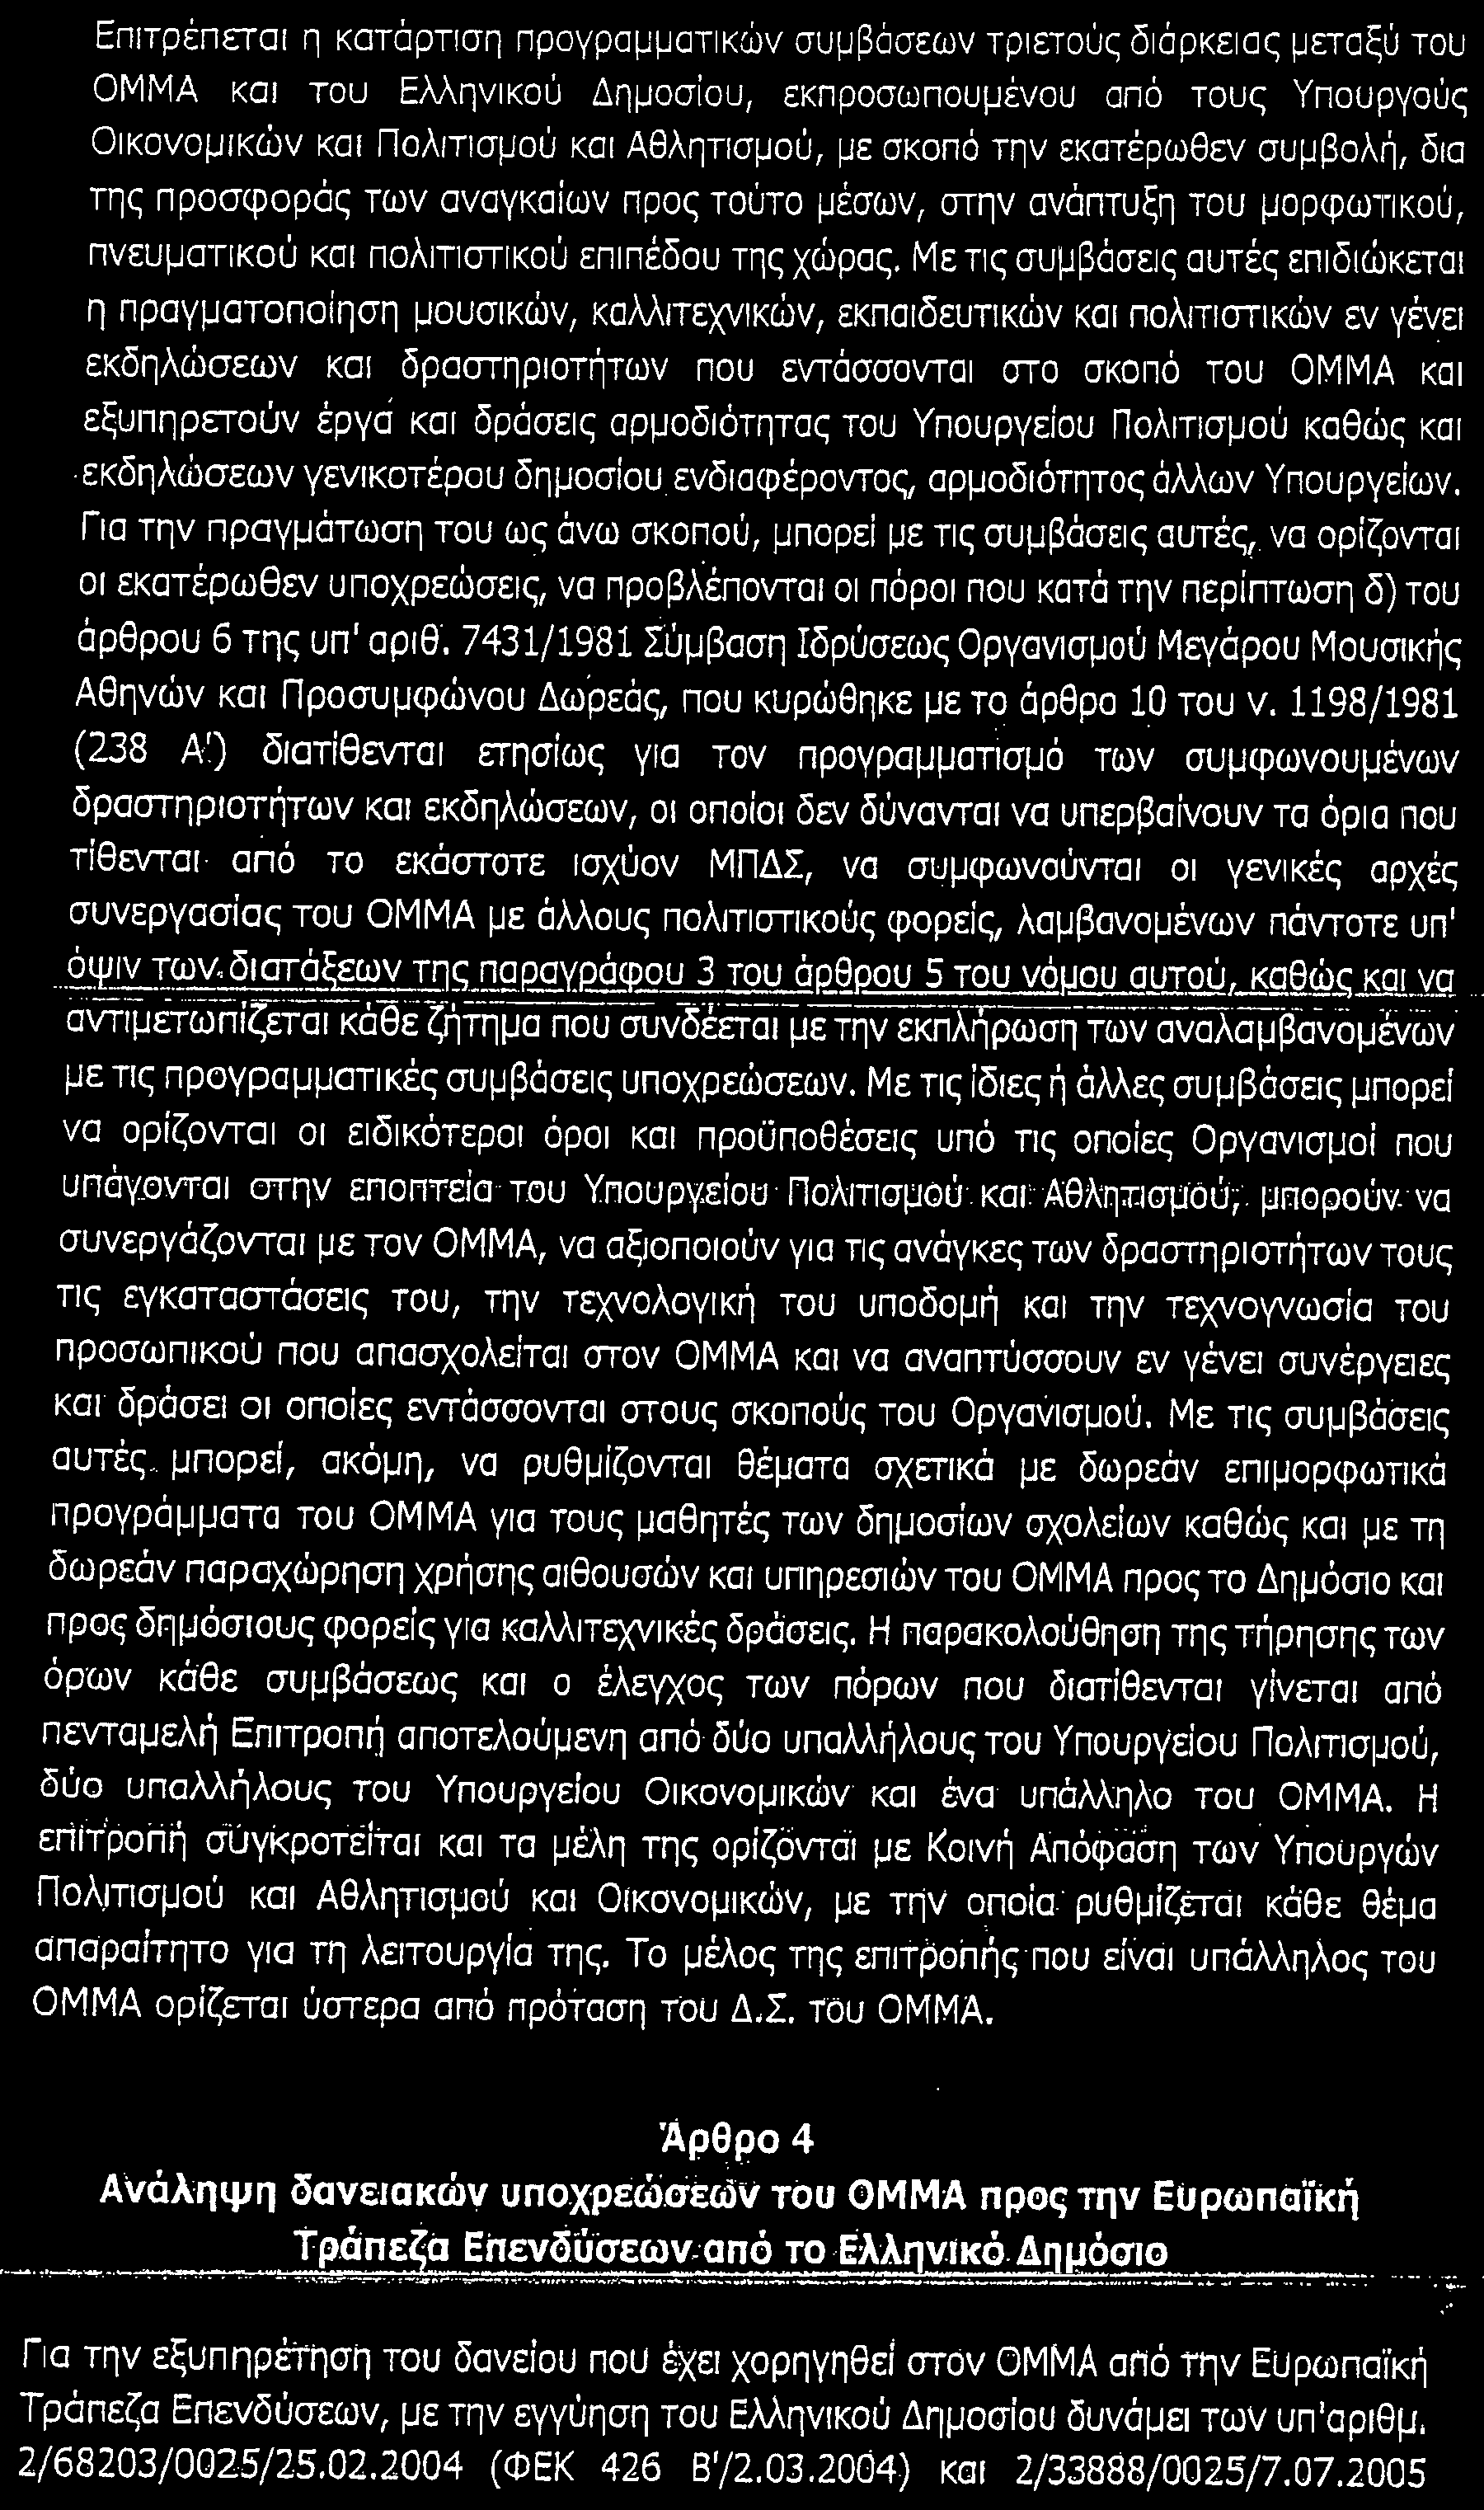 Επιτρέπεται η κατάρτιση προγραμματικών συμβάσεων τριετούς διάρκειας μεταξύ του
ΟΜΜΑ και του Ελληνικού Δημοσίου, εκπροσωπουμένου από τους Υπουργούς
Οικονομικών και Πολιτισμού και Αθλητισμού, με σκοπό την εκατέρωθεν συμβολή, δια
της προσφοράς των αναγκαίων προς τούτο μέσων, στην ανάπτυξη του μορφωτικού,
πνευματικού και πολιτιστικού επιπέδου της χώρας. Με τις συμβάσεις αυτές επιδιώκεται
η πραγματοποίηση μουσικών, καλλιτεχνικών, εκπαιδευτικών και πολιτιστικών εν γένει
εκδηλώσεων και δραστηριοτήτων που εντάσσονται στο σκοπό του ΟΜΜΑ και
εξυπηρετούν έργα και δράσεις αρμοδιότητας του Υπουργείου Πολιτισμού καθώς και
εκδηλώσεων γενικοτέρου δημοσίου ενδιαφέροντος, αρμοδιότητος άλλων Υπουργείων.
Για την πραγμάτωση του ως άνω σκοπού, μπορεί με τις συμβάσεις αυτές, να ορίζονται
οι εκατέρωθεν υποχρεώσεις, να προβλέπονται οι πόροι που κατά την περίπτωση δ) του
άρθρου 6 της υπ' αριθ. 7431/1981 Σύμβαση Ιδρύσεως Οργανισμού Μεγάρου Μουσικής
Αθηνών και Προσυμφώνου Δωρεάς, που κυρώθηκε με το άρθρο 10 του ν. 1198/1981
(238 Α') διατίθενται ετησίως για τον προγραμματισμό των συμφωνουμένων
δραστηριοτήτων και εκδηλώσεων, οι οποίοι δεν δύνανται να υπερβαίνουν τα όρια που
τίθενται από το εκάστοτε ισχύον ΜΠΔΣ, να συμφωνούνται οι γενικές αρχές
συνεργασίας του ΟΜΜΑ με άλλους πολιτιστικούς φορείς, λαμβανομένων πάντοτε υπ'
όψιν των διατάξεων της παραγράφου 3 του άρθρου 5 του νόμου αυτού, καθώς και να
αντιμετωπίζεται κάθε ζήτημα που συνδέεται με την εκπλήρωση των αναλαμβανομένων
με τις προγραμματικές συμβάσεις υποχρεώσεων. Με τις ίδιες ή άλλες συμβάσεις μπορεί
να ορίζονται οι ειδικότεροι όροι και προϋποθέσεις υπό τις οποίες Οργανισμοί που
υπάγονται στην εποπτεία του Υπουργείου Πολιτισμού και Αθλητισμού, μπορούν να
συνεργάζονται με τον ΟΜΜΑ, να αξιοποιούν για τις ανάγκες των δραστηριοτήτων τους
τις εγκαταστάσεις του, την τεχνολογική του υποδομή και την τεχνογνωσία του
προσωπικού που απασχολείται στον ΟΜΜΑ και να αναπτύσσουν εν γένει συνέργειες
και δράσει οι οποίες εντάσσονται στους σκοπούς του Οργανισμού. Με τις συμβάσεις
αυτές μπορεί, ακόμη, να ρυθμίζονται θέματα σχετικά με δωρεάν επιμορφωτικά
προγράμματα του ΟΜΜΑ για τους μαθητές των δημοσίων σχολείων καθώς και με τη
δωρεάν παραχώρηση χρήσης αιθουσών και υπηρεσιών του ΟΜΜΑ προς το Δημόσιο και
προς δημόσιους φορείς για καλλιτεχνικές δράσεις. Η παρακολούθηση της τήρησης των
όρων κάθε συμβάσεως και ο έλεγχος των πόρων που διατίθενται γίνεται από
πενταμελή Επιτροπή αποτελούμενη από δύο υπαλλήλους του Υπουργείου Πολιτισμού,
δύο υπαλλήλους του Υπουργείου Οικονομικών και ένα υπάλληλο του ΟΜΜΑ. Η
επιτροπή συγκροτείται και τα μέλη της ορίζονται με Κοινή Απόφαση των Υπουργών
Πολιτισμού και Αθλητισμού και Οικονομικών, με την οποία ρυθμίζεται κάθε θέμα
απαραίτητο για τη λειτουργία της. Το μέλος της επιτροπής που είναι υπάλληλος του
ΟΜΜΑ ορίζεται ύστερα από πρόταση του Δ.Σ. του ΟΜΜΑ.
Άρθρο 4
Ανάληψη δανειακών υποχρεώσεων του ΟΜΜΑ προς την Ευρωπαϊκή
Τράπεζα Επενδύσεων από το Ελληνικό Δημόσιο
Για την εξυπηρέτηση του δανείου που έχει χορηγηθεί στον ΟΜΜΑ από την Ευρωπαϊκή
Τράπεζα Επενδύσεων, με την εγγύηση του Ελληνικού Δημοσίου δυνάμει των υπ'αριθμ.
2/68203/0025/25.02.2004 (ΦΕΚ 426 Β'/2.03.2004) και 2/33888/0025/7.07.2005